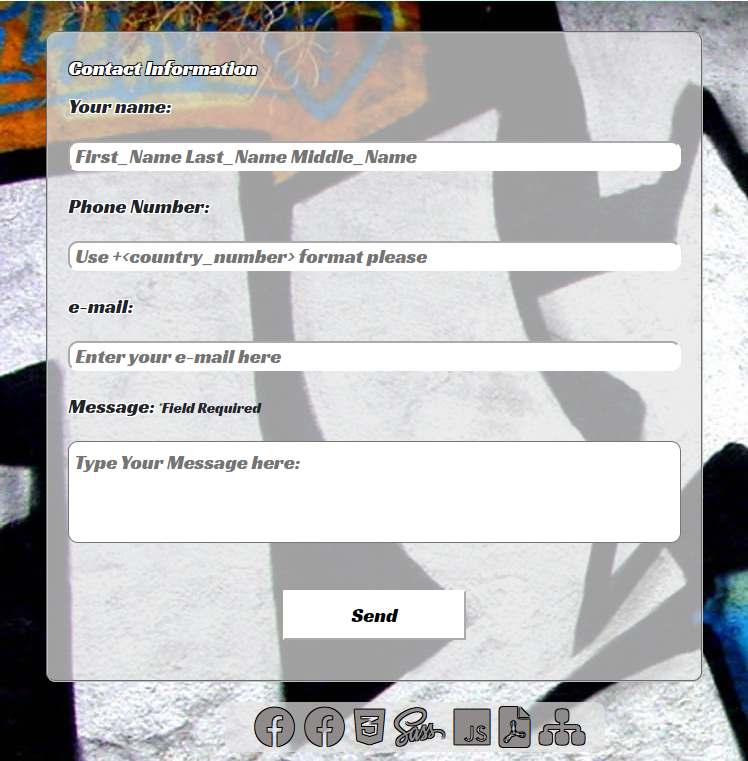 Contact Information
Your name:
FIrst_Name Last_Name Middle_Name
Phone Number:
Use +<country_number> format please
e-mail:
Enter your e-mail here
Message: *Field Required
Type Your Message here:
Send
f f 3 Sass JS